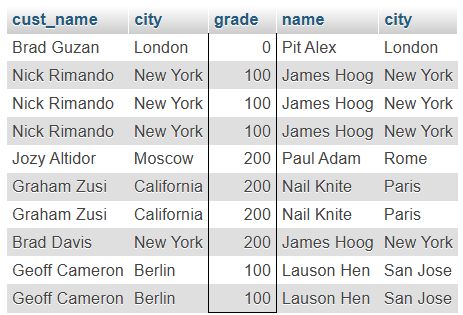 cust_name city grade name city
Brad Guzan London 0 Pit Alex London
Nick Rimando New York 100 James Hoog New York
Nick Rimando New York 100 James Hoog New York
Nick Rimando New York 100 James Hoog New York
Jozy Altidor Moscow 200 Paul Adam Rome
Graham Zusi California 200 Nail Knite Paris
Graham Zusi California 200 Nail Knite Paris
Brad Davis New York 200 James Hoog New York
Geoff Cameron Berlin 100 Lauson Hen San Jose
Geoff Cameron Berlin 100 Lauson Hen San Jose